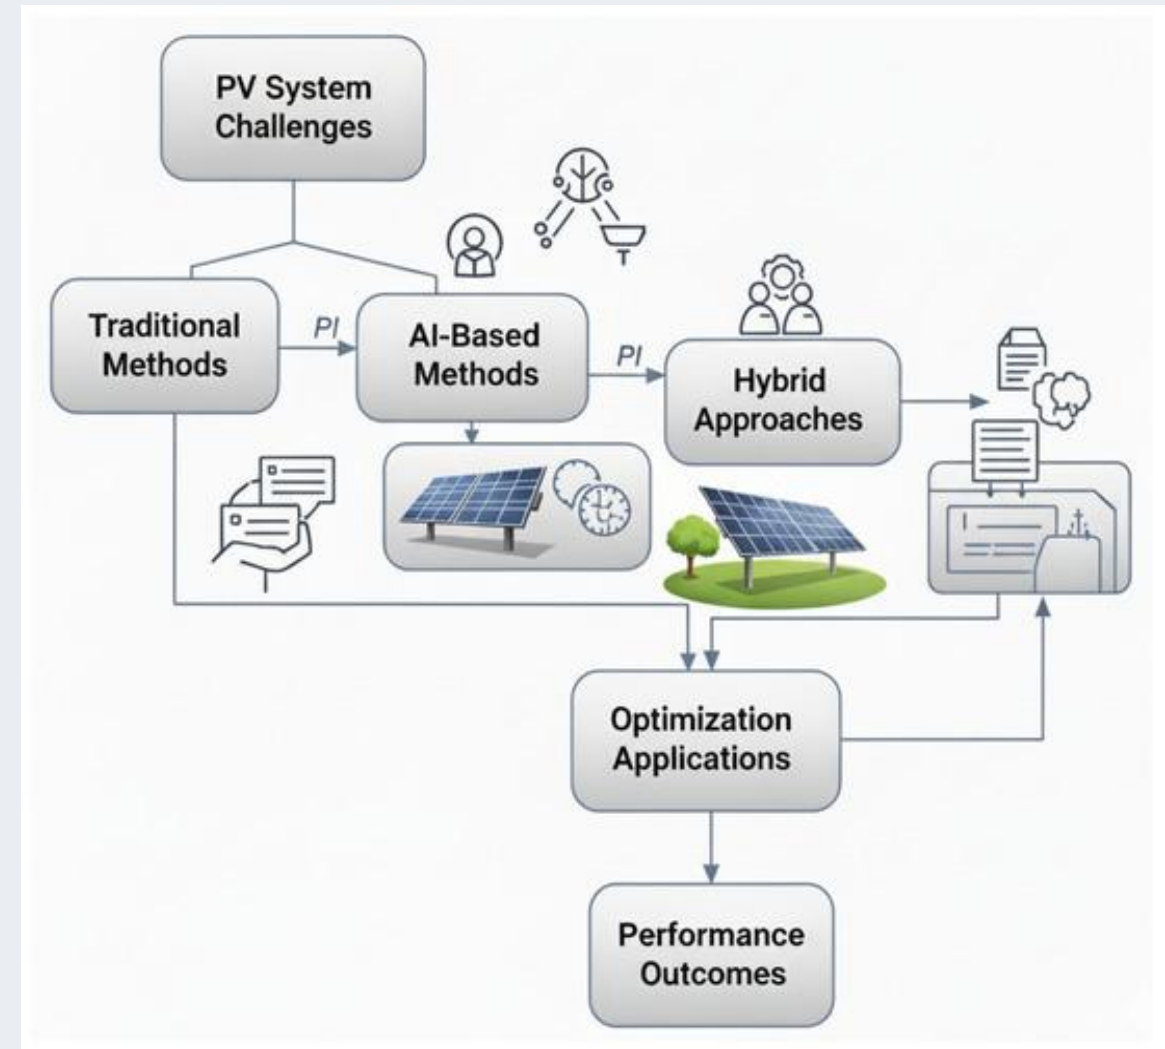 PV System
Challenges
Traditional
Methods
PI
AI-Based
Methods
PI
Hybrid
Approaches
T
Optimization
Applications
Performance
Outcomes